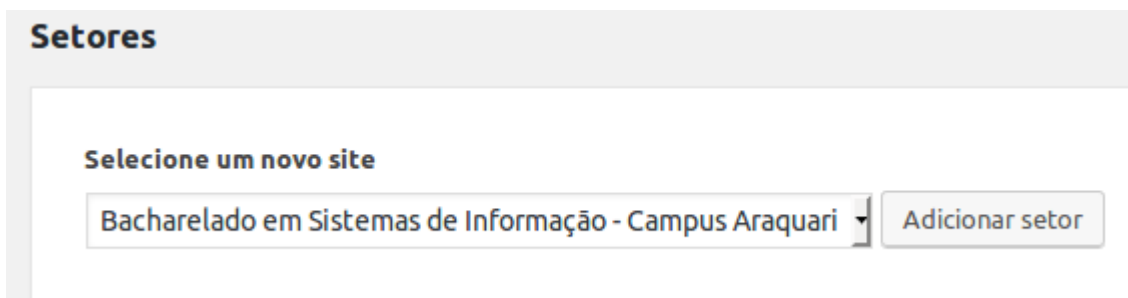 Setores
Selecione um novo site
Bacharelado em Sistemas de Informação - Campus Araquari
Adicionar setor